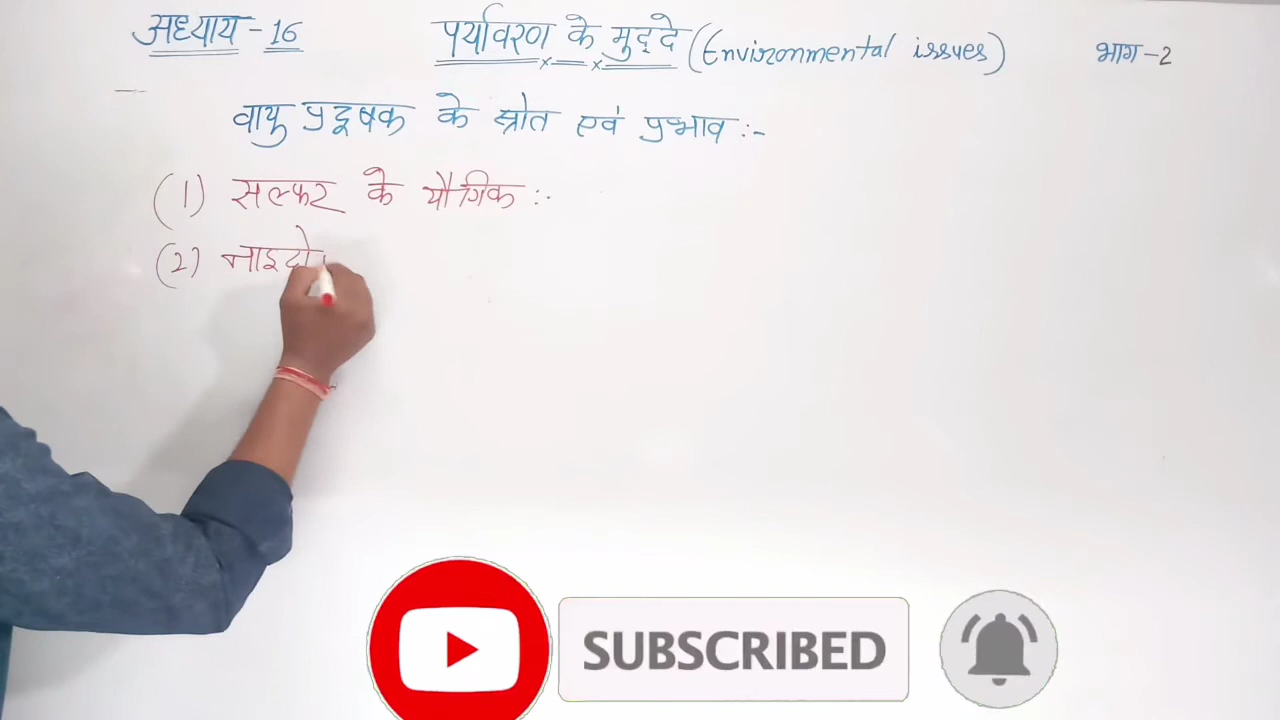 अध्याय - 16 पर्यावरण के मुद्दे (Environmental issues) भाग -2
वायु प्रदूषक के स्रोत एवं प्रभाव :-
(1) सल्फर के यौगिक :-
(2) नाइट्रो
SUBSCRIBED